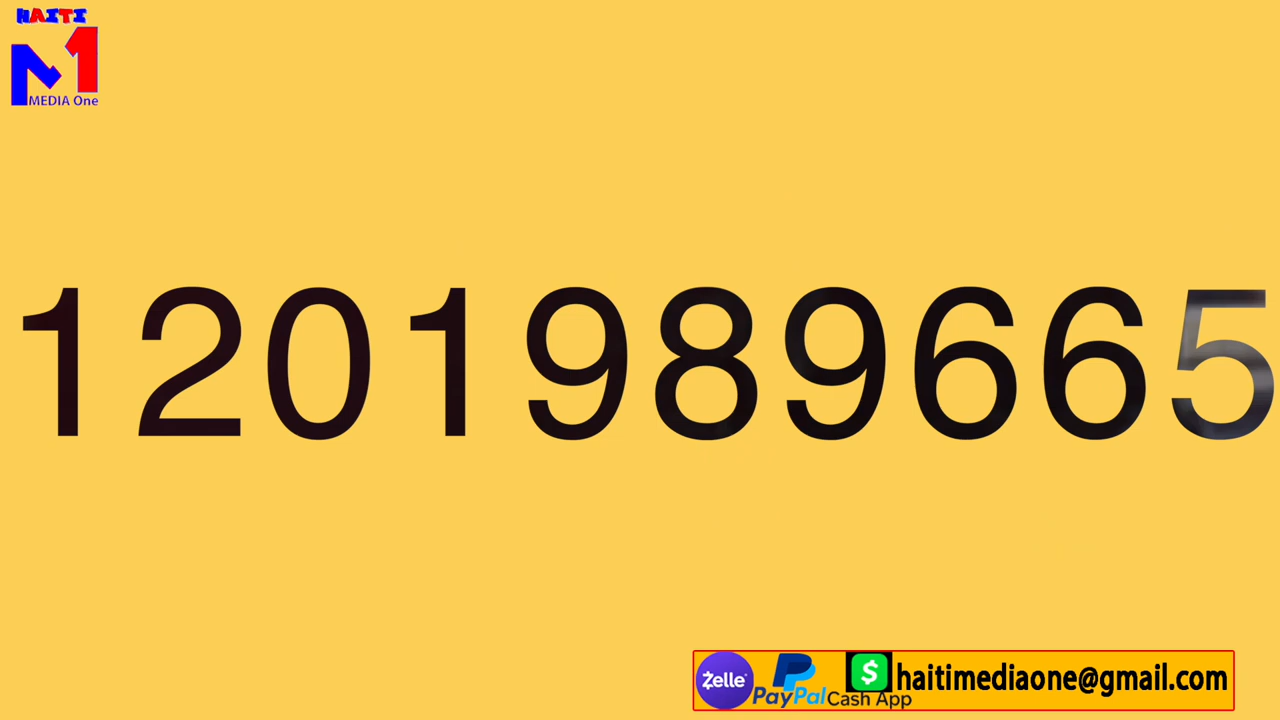 HAITI
M1
MEDIA One
1201989665
Zelle
PayPal
Cash App
$
haitimediaone@gmail.com